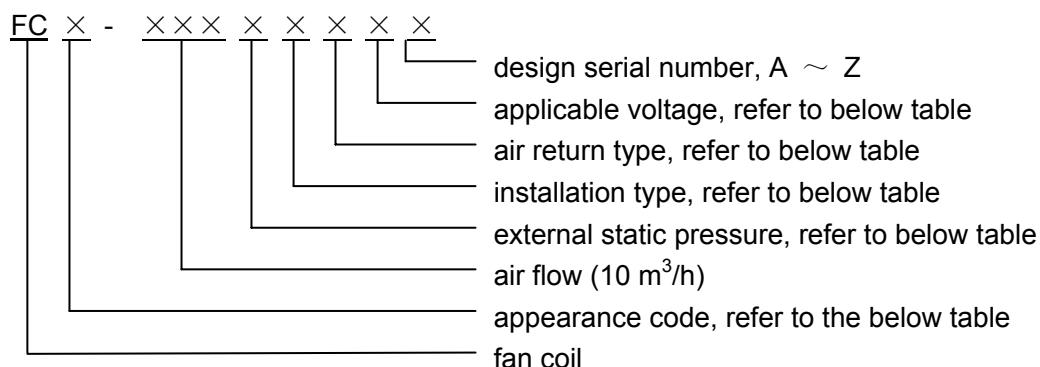 FC × - ××× × × × × ×
design serial number, A ～ Z
applicable voltage, refer to below table
air return type, refer to below table
installation type, refer to below table
external static pressure, refer to below table
air flow (10 m³/h)
appearance code, refer to the below table
fan coil